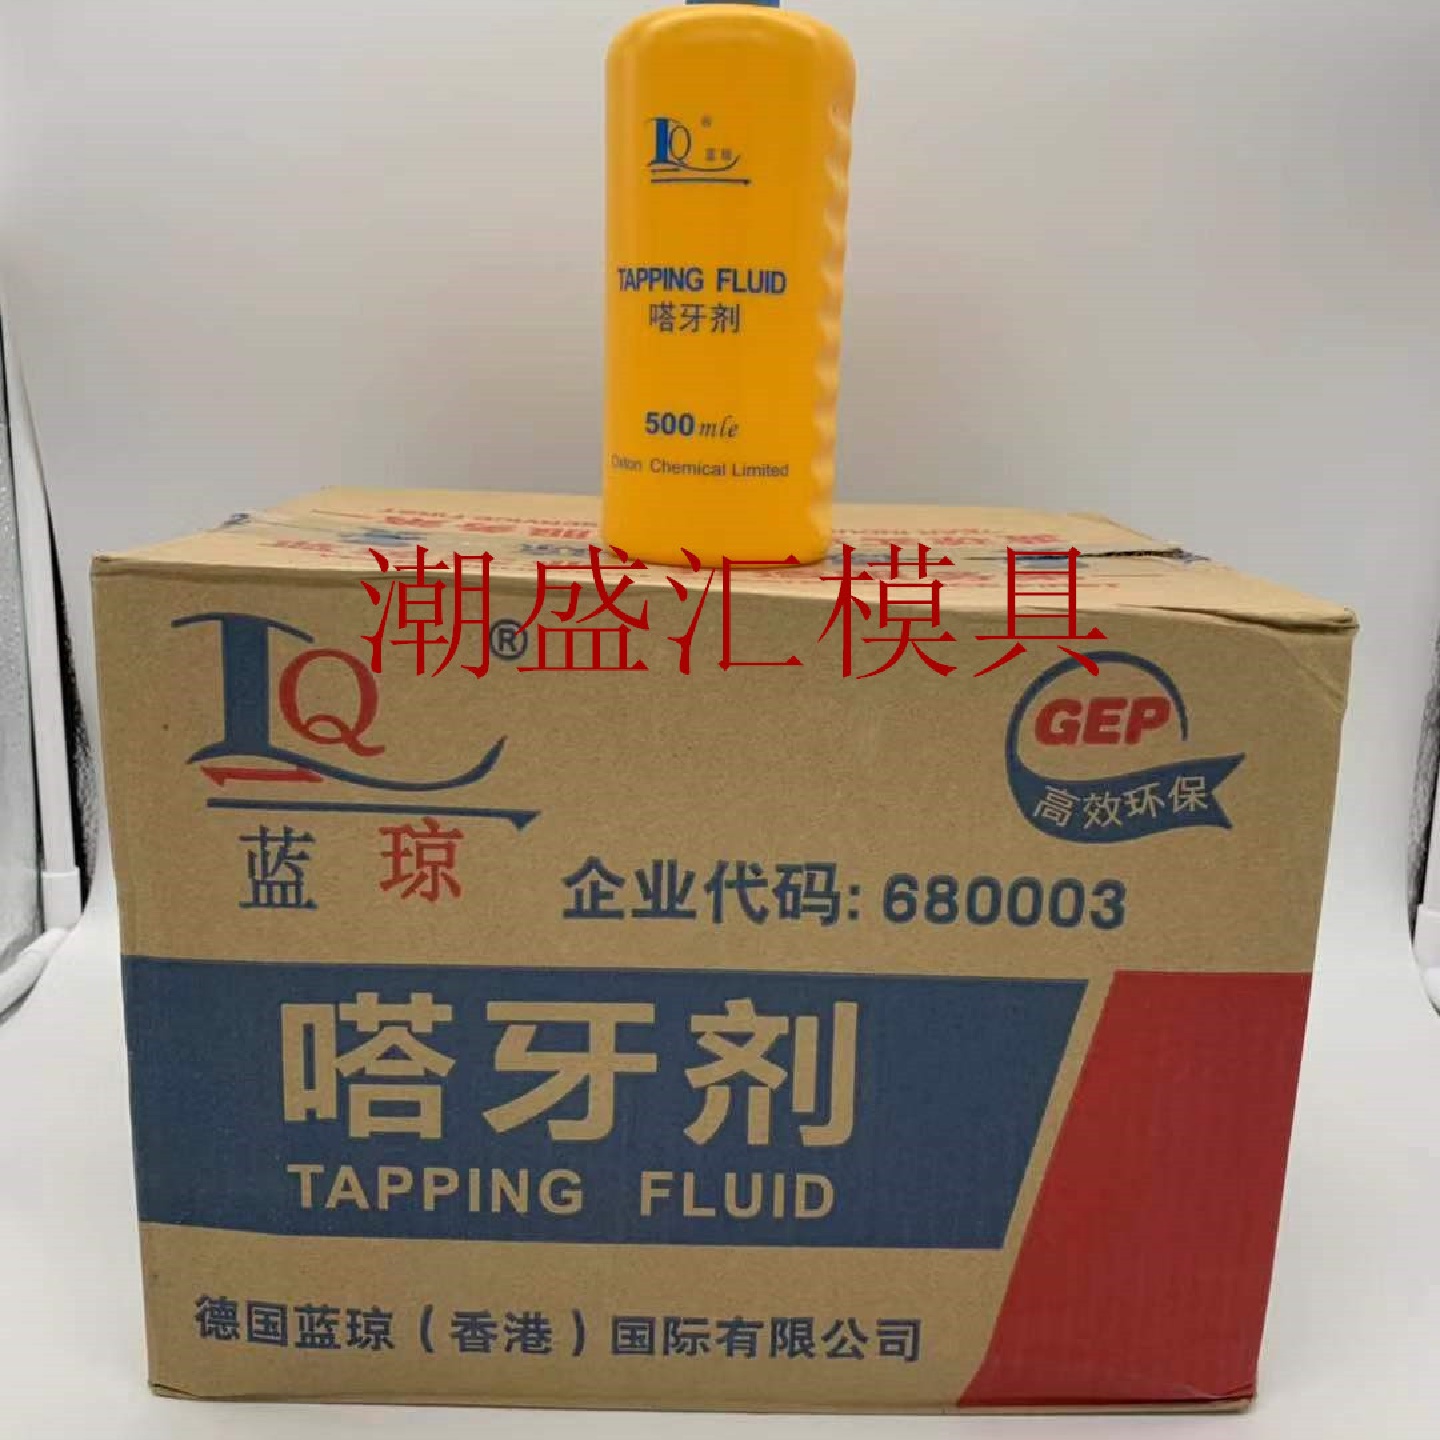 LQ ®
蓝琼
TAPPING FLUID
嗒牙剂
500mle
Chemical Limited
潮盛汇模具
LQ ®
蓝 琼
GEP
高效环保
企业代码: 680003
嗒牙剂
TAPPING FLUID
德国蓝琼（香港）国际有限公司